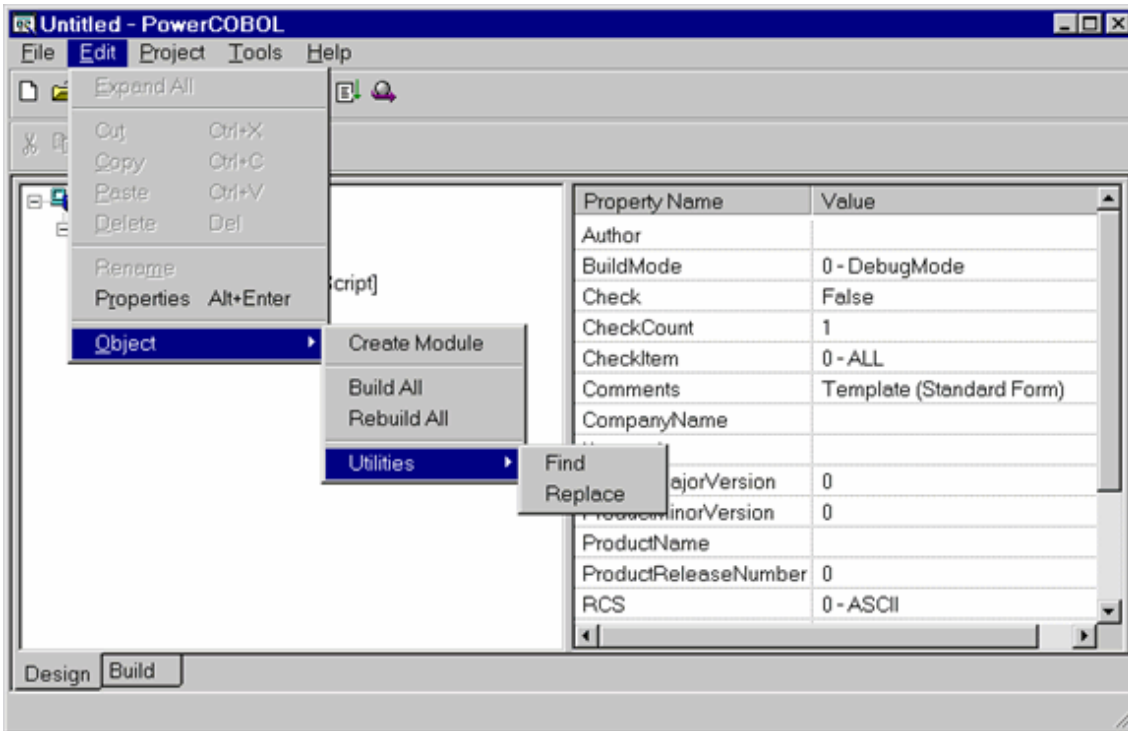 Untitled - PowerCOBOL
File Edit Project Tools Help
Expand All
Cut Ctrl+X
Copy Ctrl+C
Paste Ctrl+V
Delete Del
Rename
Properties Alt+Enter
Object
cript]
Create Module
Build All
Rebuild All
Utilities
Find
Replace
Property Name Value
Author
BuildMode 0 - DebugMode
Check False
CheckCount 1
CheckItem 0 - ALL
Comments Template (Standard Form)
CompanyName
ajorVersion 0
ProductMinorVersion 0
ProductName
ProductReleaseNumber 0
RCS 0 - ASCII
Design Build